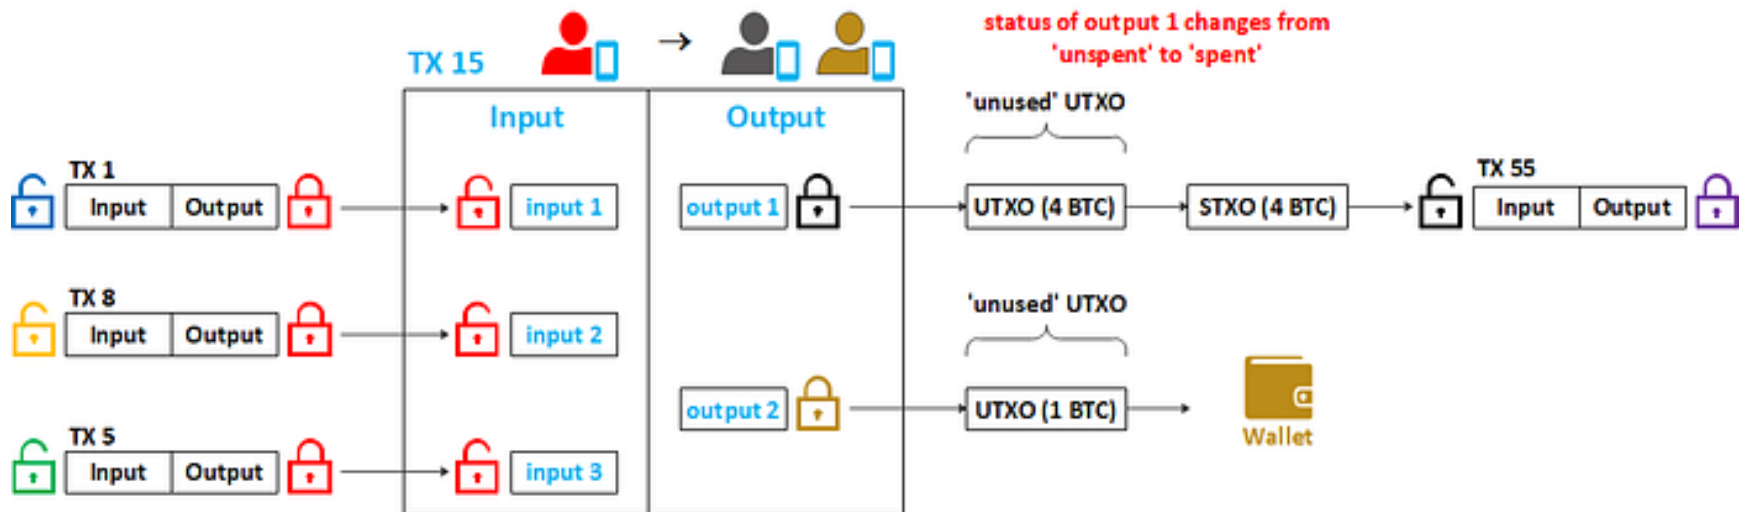 status of output 1 changes from
'unspent' to 'spent'
TX 15
Input
Output
'unused' UTXO
TX 1
Input
Output
input 1
output 1
UTXO (4 BTC)
STXO (4 BTC)
TX 55
Input
Output
TX 8
Input
Output
input 2
'unused' UTXO
output 2
UTXO (1 BTC)
Wallet
TX 5
Input
Output
input 3